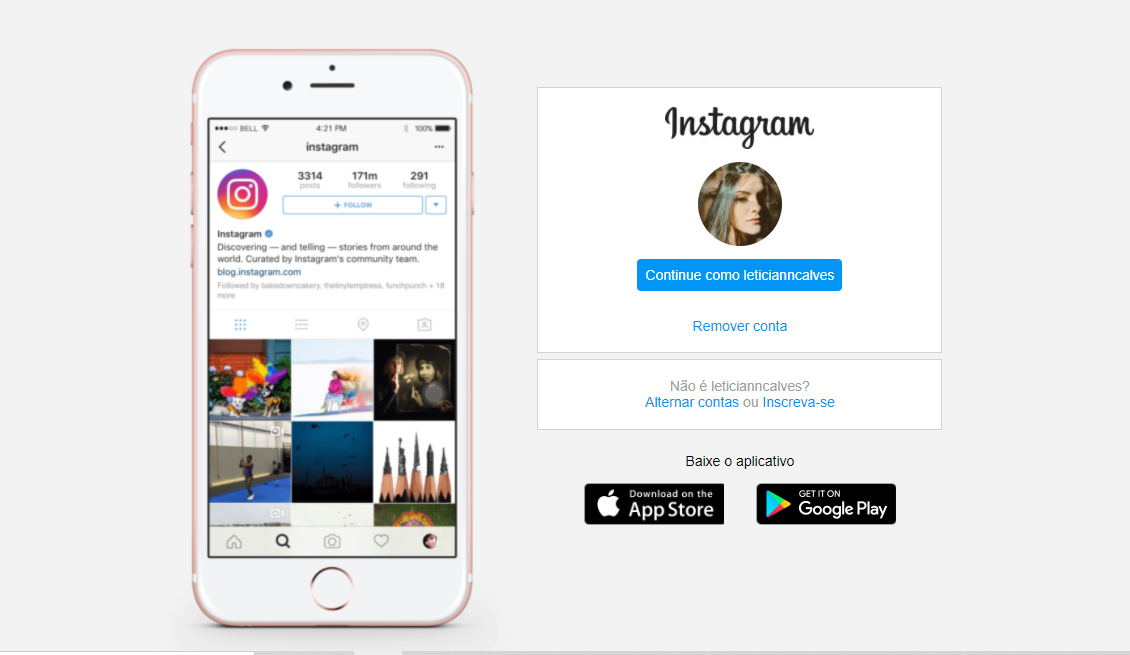 BELL
4:21 PM
100%
instagram
3314
posts
171m
followers
291
following
+ FOLLOW
Instagram
Discovering — and telling — stories from around the
world. Curated by Instagram's community team.
blog.instagram.com
Followed by bakedowncakery, thetinytemptress, funchpunch + 18
more
Instagram
Continue como leticianncalves
Remover conta
Não é leticianncalves?
Alternar contas ou Inscreva-se
Baixe o aplicativo
Download on the
App Store
GET IT ON
Google Play